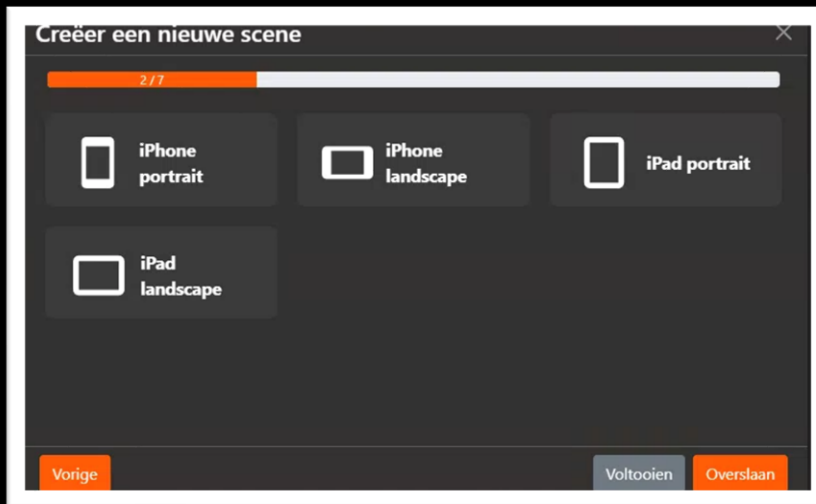 Creëer een nieuwe scene
2 / 7
iPhone
portrait
iPhone
landscape
iPad portrait
iPad
landscape
Vorige
Voltooien
Overslaan